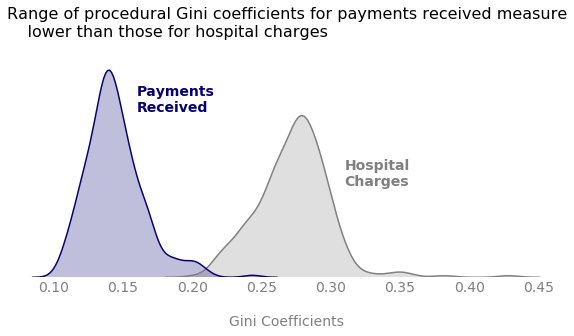 Range of procedural Gini coefficients for payments received measure
lower than those for hospital charges
Payments
Received
Hospital
Charges
0.10 0.15 0.20 0.25 0.30 0.35 0.40 0.45
Gini Coefficients